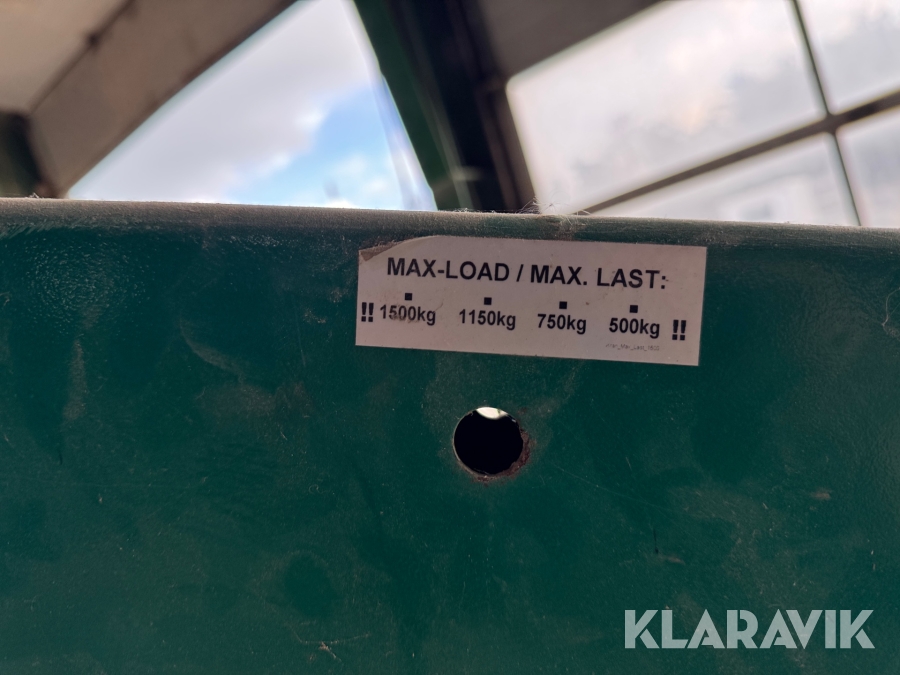 MAX-LOAD / MAX. LAST:
!! 1500kg 1150kg 750kg 500kg !!
KLARAVIK